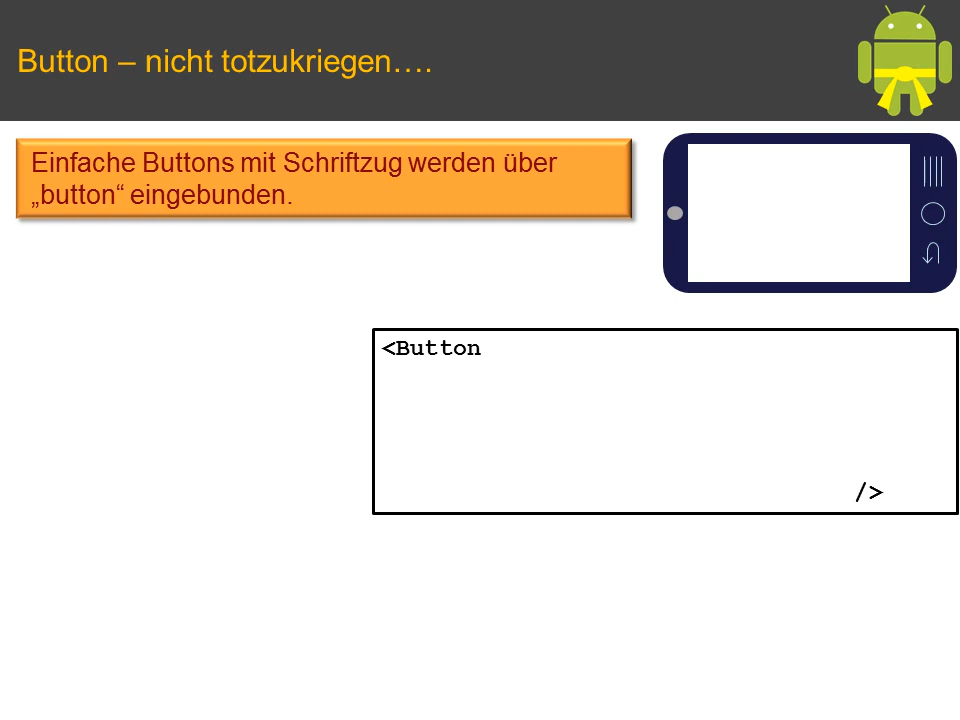 Button – nicht totzukriegen….
Einfache Buttons mit Schriftzug werden über
„button“ eingebunden.
<Button
/>